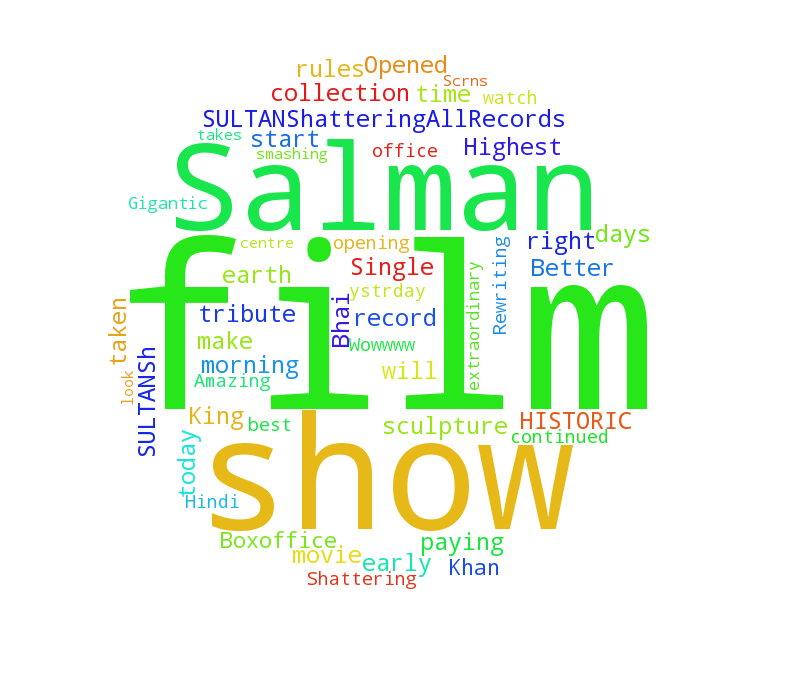 rules Opened
Scrns
collection time watch
SULTANShatteringAllRecords
takes start office Highest
smashing
Salman
Gigantic
centre opening right days
film
earth Single Better
Rewriting
extraordinary
ystrday
taken tribute Bhai record
make Wowwww
morning will
look Amazing
SULTANSh
King best sculpture HISTORIC
continued
show
today
Hindi
Boxoffice paying
movie early Khan
Shattering